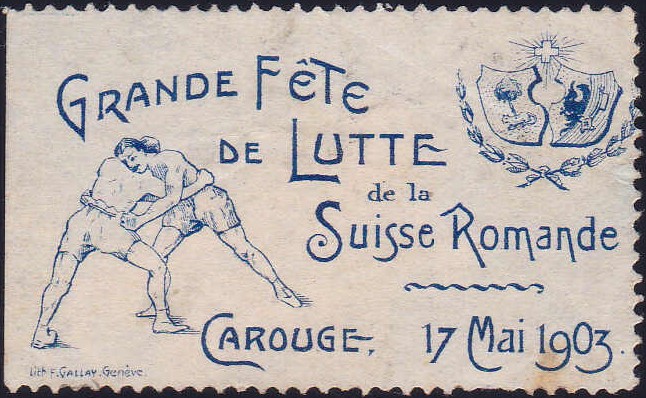 GRANDE FÊTE
DE LUTTE
de la
Suisse Romande
CAROUGE, 17 Mai 1903.
Lith F. GALLAY. Genève.